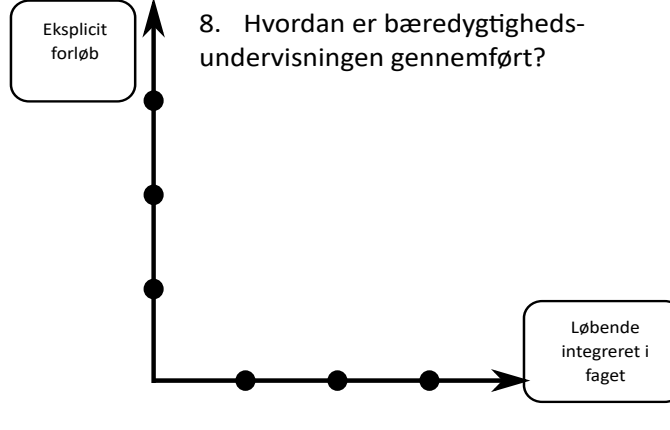 Eksplicit
forløb
8. Hvordan er bæredygtigheds-
undervisningen gennemført?
Løbende
integreret i
faget